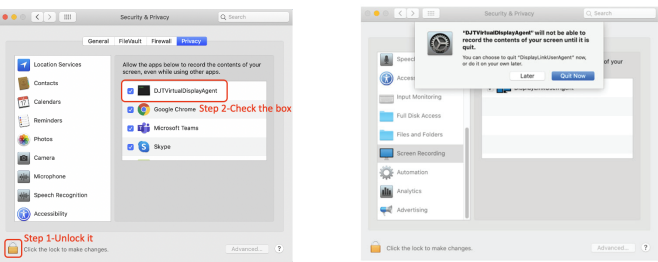 Security & Privacy
Search
General FileVault Firewall Privacy
Location Services
Contacts
Calendars
Reminders
Photos
Camera
Microphone
Speech Recognition
Accessibility
Allow the apps below to record the contents of your
screen, even while using other apps.
DJTVirtualDisplayAgent
Google Chrome
Step 2-Check the box
Microsoft Teams
Skype
Step 1-Unlock it
Click the lock to make changes.
Advanced...
?
Security & Privacy
Search
"DJTVirtualDisplayAgent" will not be able to
record the contents of your screen until it is
quit.
You can choose to quit "DisplayLinkUserAgent" now,
or do it on your own later.
Later
Quit Now
Speech
of your
Access
Input Monitoring
Full Disk Access
Files and Folders
Screen Recording
Automation
Analytics
Advertising
Click the lock to make changes.
Advanced...
?